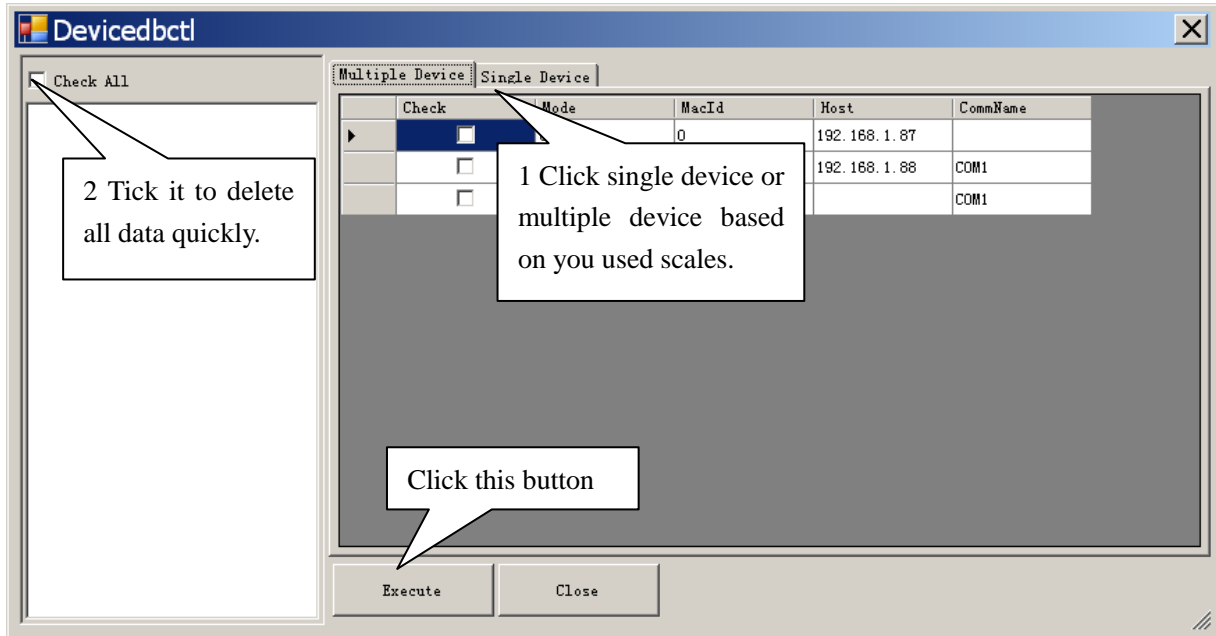 Devicedbctl
Check All
Multiple Device Single Device
Check Mode MacId Host CommName
0 192.168.1.87
192.168.1.88 COM1
COM1
2 Tick it to delete
all data quickly.
1 Click single device or
multiple device based
on you used scales.
Click this button
Execute Close